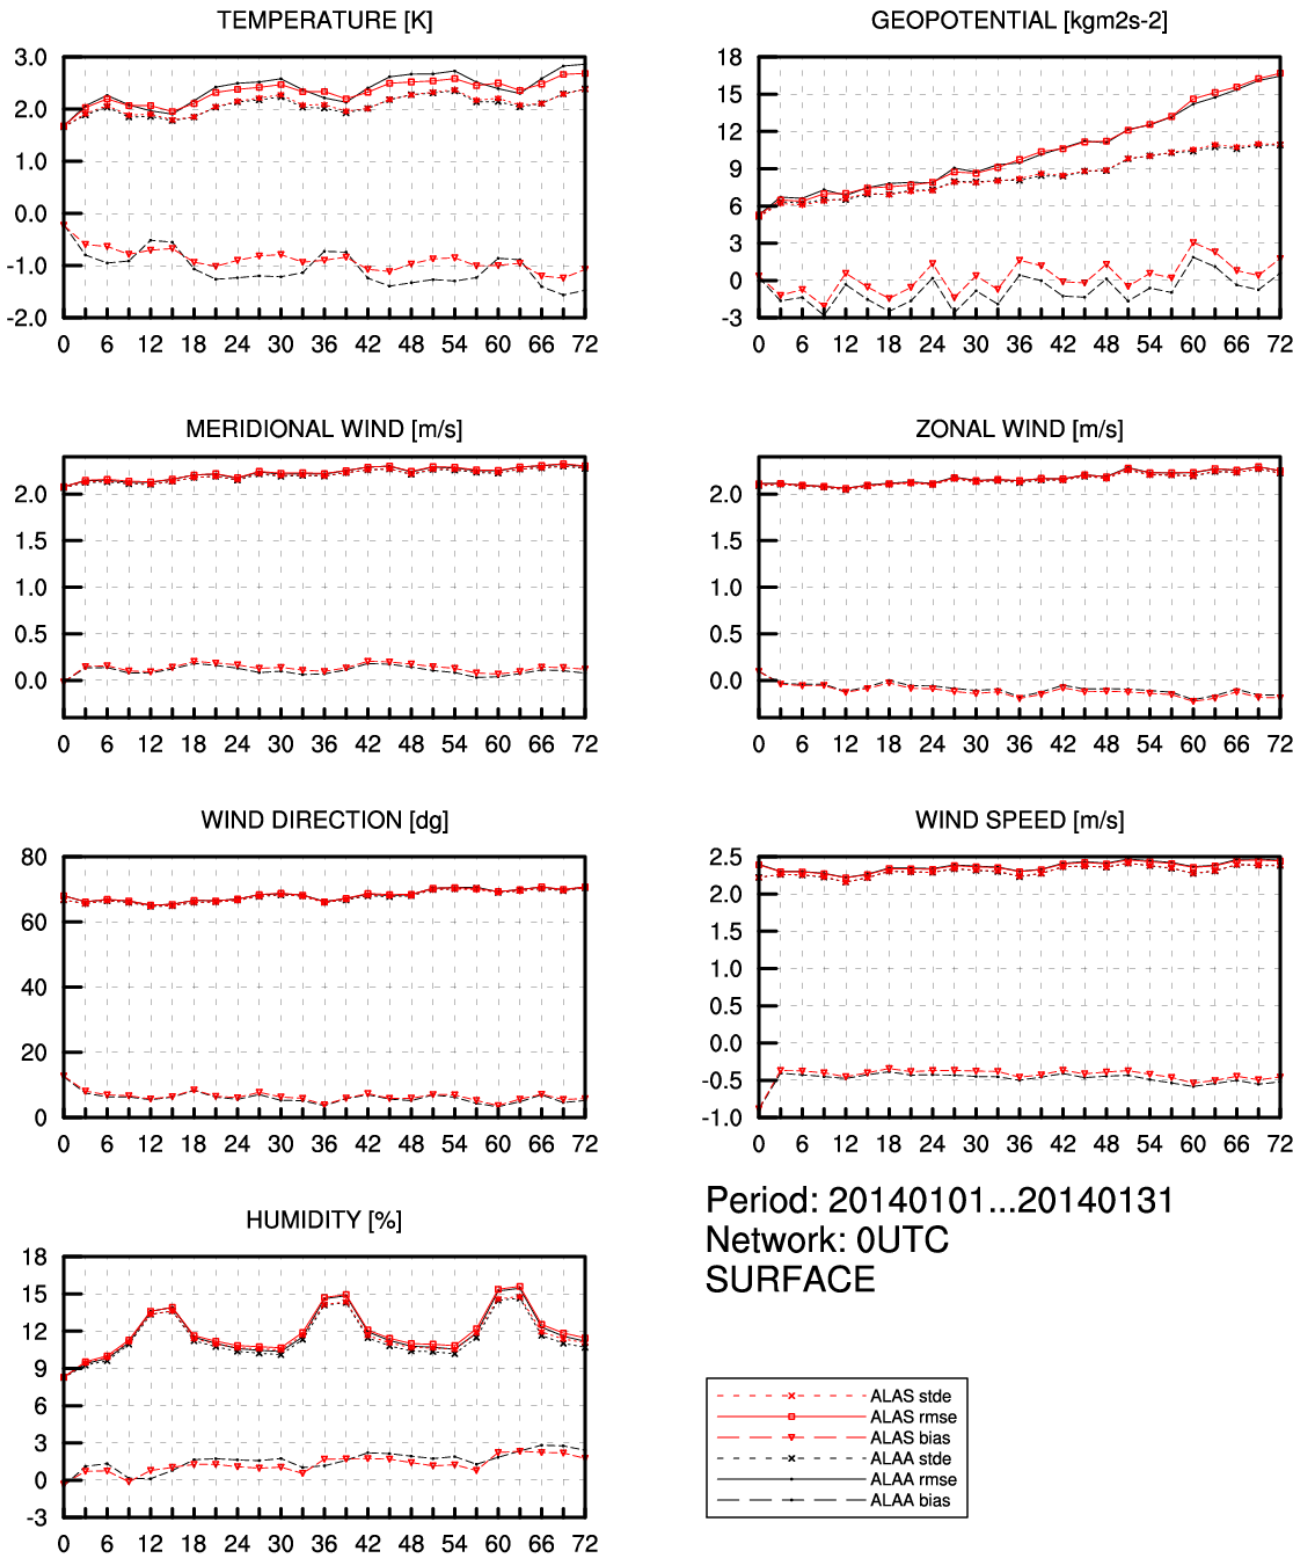 TEMPERATURE [K]
3.0
2.0
1.0
0.0
-1.0
-2.0
0 6 12 18 24 30 36 42 48 54 60 66 72
GEOPOTENTIAL [kgm2s-2]
18
15
12
9
6
3
0
-3
0 6 12 18 24 30 36 42 48 54 60 66 72
MERIDIONAL WIND [m/s]
2.0
1.5
1.0
0.5
0.0
0 6 12 18 24 30 36 42 48 54 60 66 72
ZONAL WIND [m/s]
2.0
1.5
1.0
0.5
0.0
0 6 12 18 24 30 36 42 48 54 60 66 72
WIND DIRECTION [dg]
80
60
40
20
0
0 6 12 18 24 30 36 42 48 54 60 66 72
WIND SPEED [m/s]
2.5
2.0
1.5
1.0
0.5
0.0
-0.5
-1.0
0 6 12 18 24 30 36 42 48 54 60 66 72
HUMIDITY [%]
18
15
12
9
6
3
0
-3
0 6 12 18 24 30 36 42 48 54 60 66 72
Period: 20140101...20140131
Network: 0UTC
SURFACE
ALAS stde
ALAS rmse
ALAS bias
ALAA stde
ALAA rmse
ALAA bias